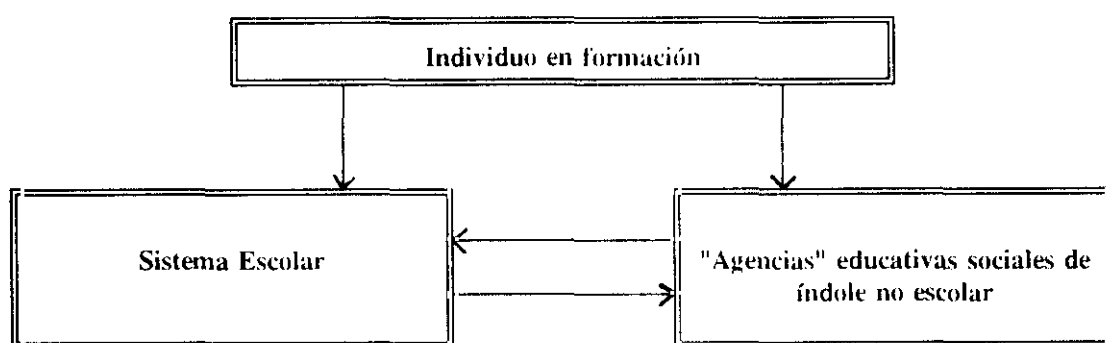 Individuo en formación
Sistema Escolar
"Agencias" educativas sociales de
índole no escolar